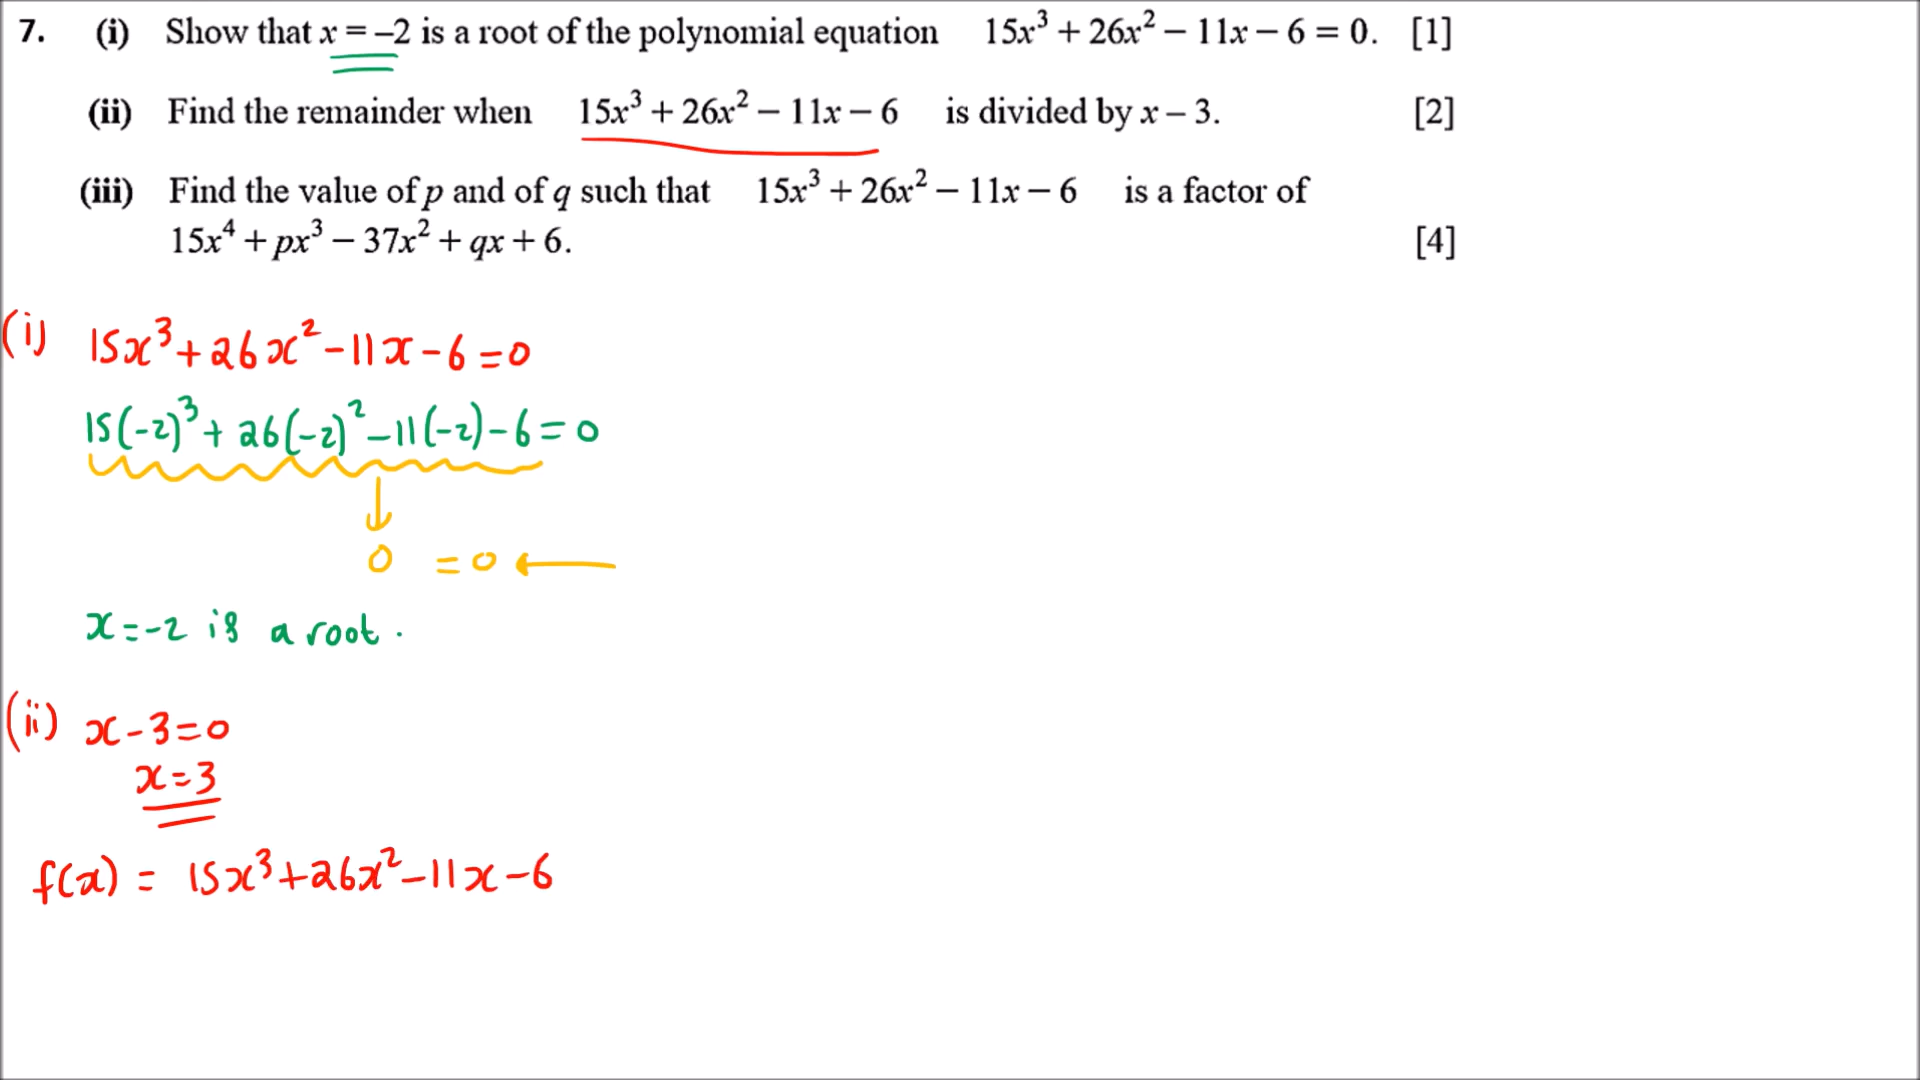 7. (i) Show that x = –2 is a root of the polynomial equation 15x³ + 26x² – 11x – 6 = 0. [1]
(ii) Find the remainder when 15x³ + 26x² – 11x – 6 is divided by x – 3. [2]
(iii) Find the value of p and of q such that 15x³ + 26x² – 11x – 6 is a factor of
15x⁴ + px³ – 37x² + qx + 6. [4]
(i) 15x³ + 26x² – 11x – 6 = 0
15(-2)³ + 26(-2)² – 11(-2) – 6 = 0
0 = 0
x = -2 is a root.
(ii) x – 3 = 0
x = 3
f(x) = 15x³ + 26x² – 11x – 6